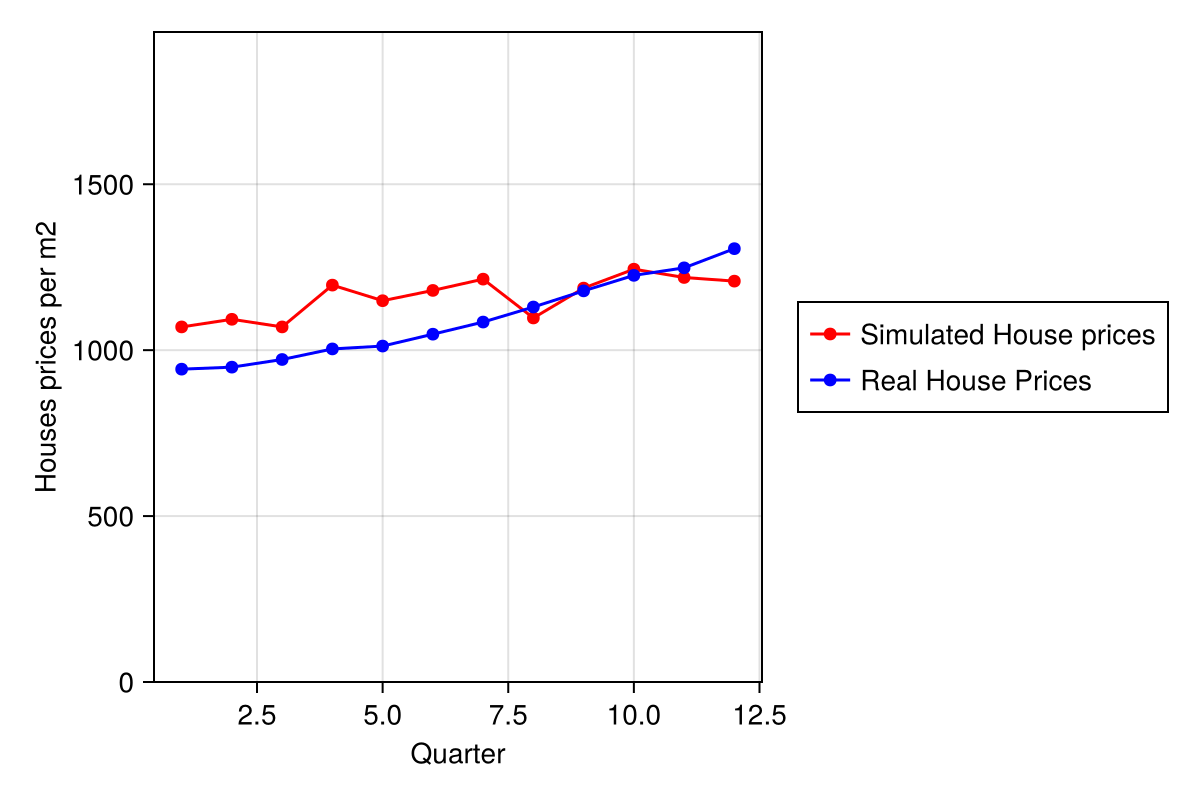 1500
1000
500
0
Houses prices per m2
2.5 5.0 7.5 10.0 12.5
Quarter
Simulated House prices
Real House Prices